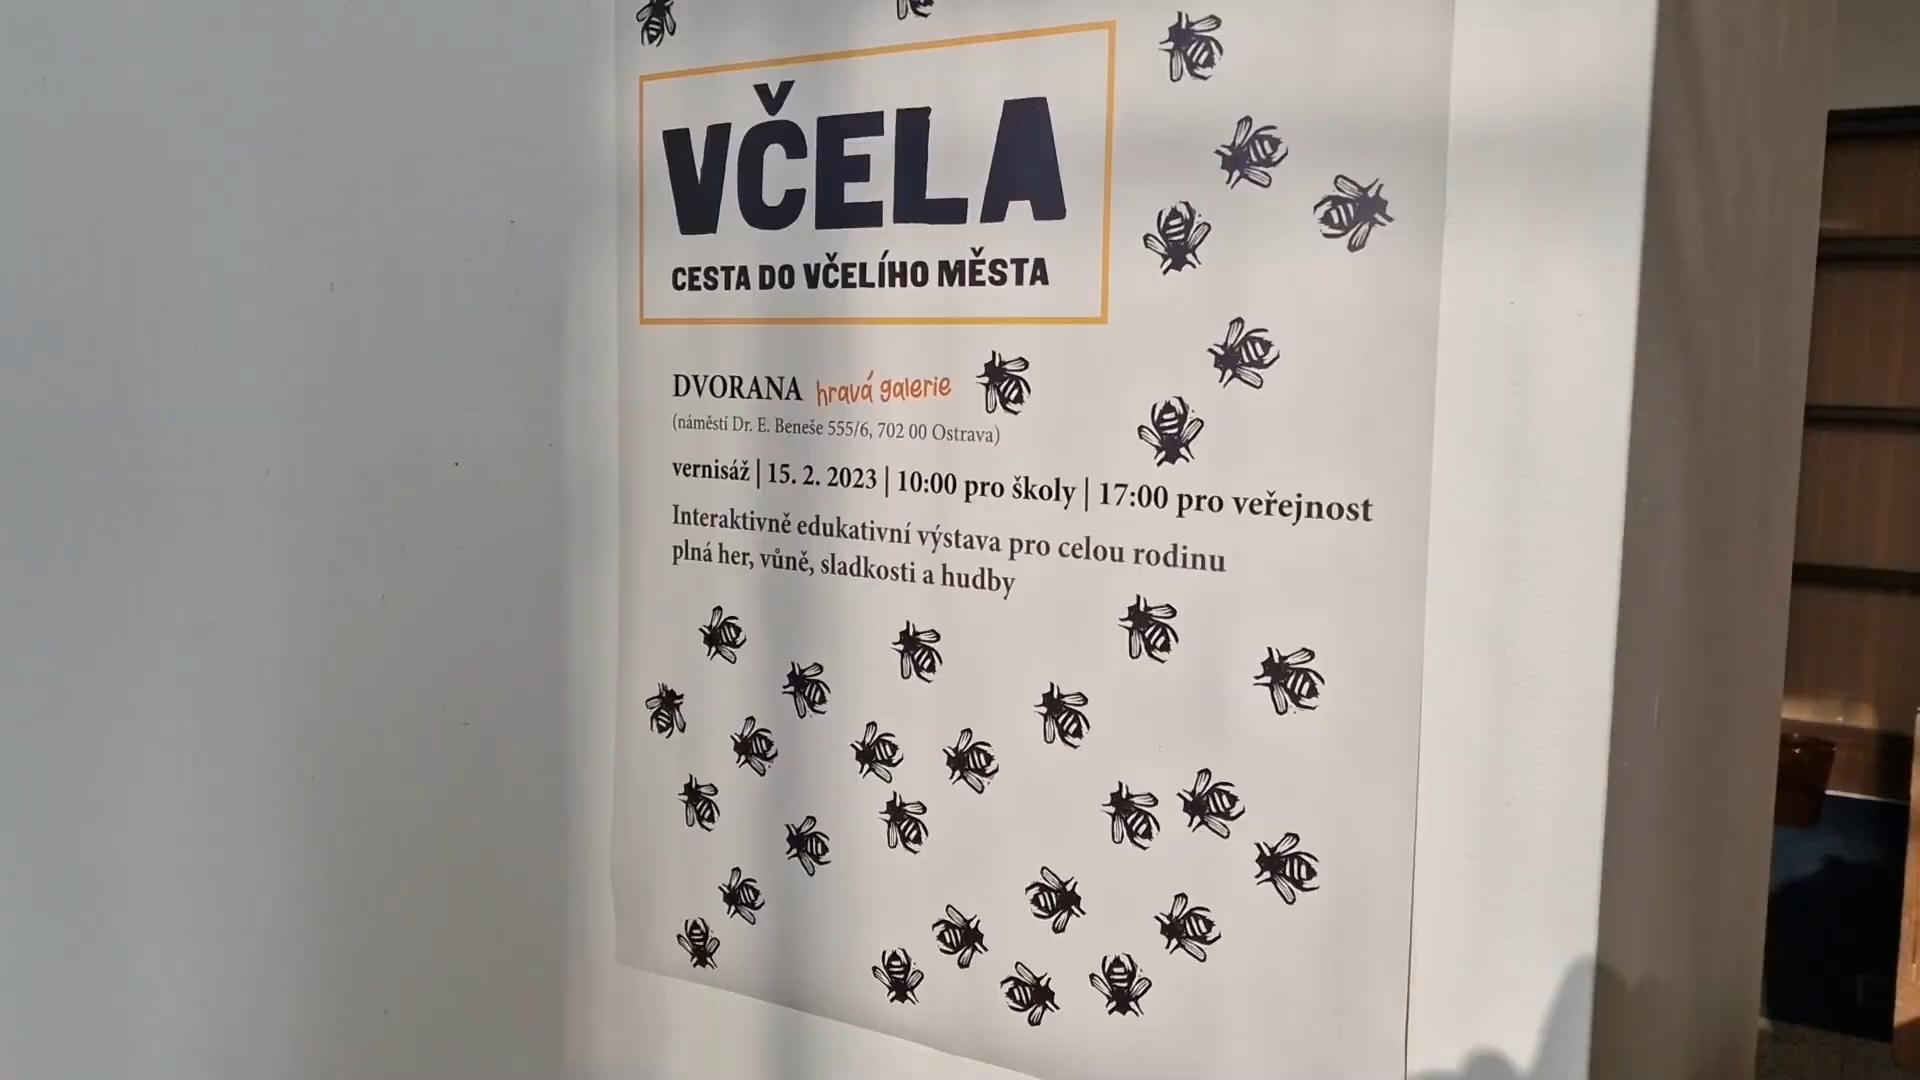 VČELA
CESTA DO VČELÍHO MĚSTA
DVORANA hravá galerie
(náměstí Dr. E. Beneše 555/6, 702 00 Ostrava)
vernisáž | 15. 2. 2023 | 10:00 pro školy | 17:00 pro veřejnost
Interaktivně edukativní výstava pro celou rodinu
plná her, vůně, sladkosti a hudby